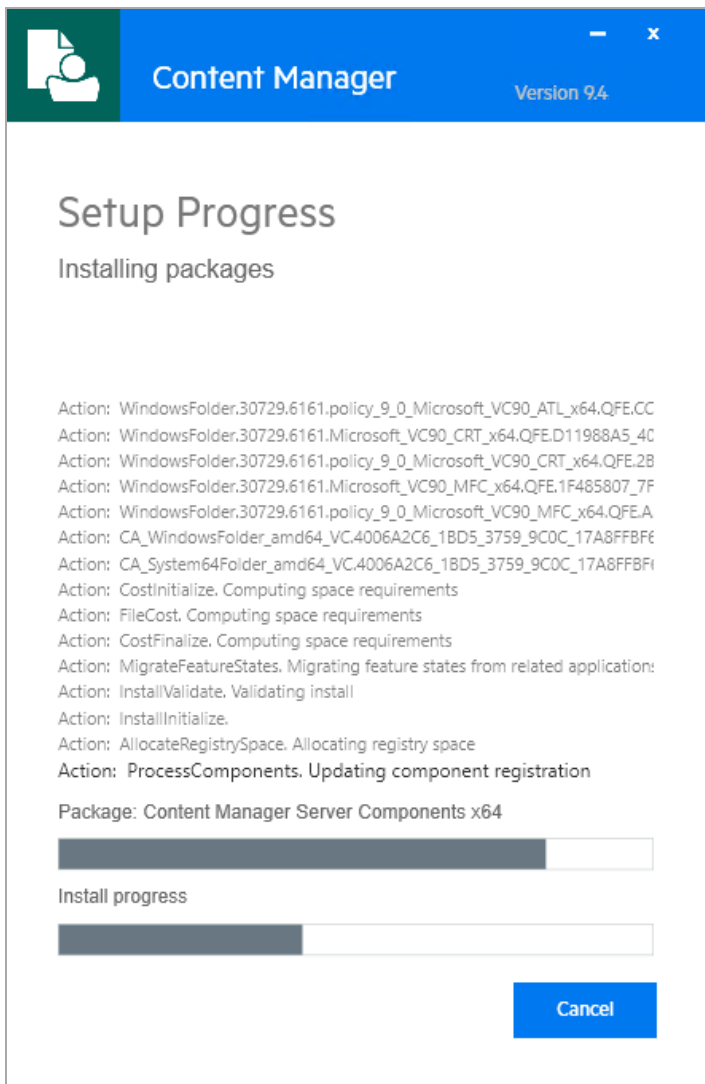 Content Manager
Version 9.4
Setup Progress
Installing packages
Action: WindowsFolder.30729.6161.policy_9_0_Microsoft_VC90_ATL_x64.QFE.CC
Action: WindowsFolder.30729.6161.Microsoft_VC90_CRT_x64.QFE.D11988A5_40
Action: WindowsFolder.30729.6161.policy_9_0_Microsoft_VC90_CRT_x64.QFE.2B
Action: WindowsFolder.30729.6161.Microsoft_VC90_MFC_x64.QFE.1F485807_7F
Action: WindowsFolder.30729.6161.policy_9_0_Microsoft_VC90_MFC_x64.QFE.A
Action: CA_WindowsFolder_amd64_VC.4006A2C6_1BD5_3759_9C0C_17A8FFBF6
Action: CA_System64Folder_amd64_VC.4006A2C6_1BD5_3759_9C0C_17A8FFBF6
Action: CostInitialize. Computing space requirements
Action: FileCost. Computing space requirements
Action: CostFinalize. Computing space requirements
Action: MigrateFeatureStates. Migrating feature states from related applications
Action: InstallValidate. Validating install
Action: InstallInitialize.
Action: AllocateRegistrySpace. Allocating registry space
Action: ProcessComponents. Updating component registration
Package: Content Manager Server Components x64
Install progress
Cancel